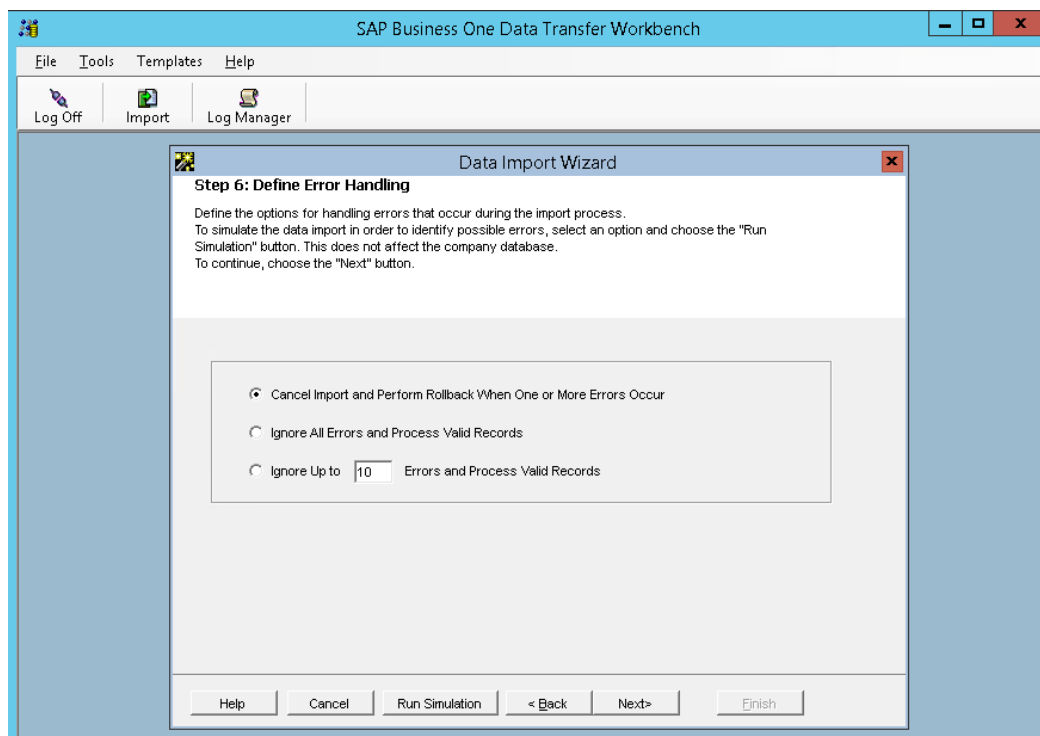 SAP Business One Data Transfer Workbench
File Tools Templates Help
Log Off Import Log Manager
Data Import Wizard
Step 6: Define Error Handling
Define the options for handling errors that occur during the import process.
To simulate the data import in order to identify possible errors, select an option and choose the "Run
Simulation" button. This does not affect the company database.
To continue, choose the "Next" button.
Cancel Import and Perform Rollback When One or More Errors Occur
Ignore All Errors and Process Valid Records
Ignore Up to 10 Errors and Process Valid Records
Help Cancel Run Simulation < Back Next> Finish